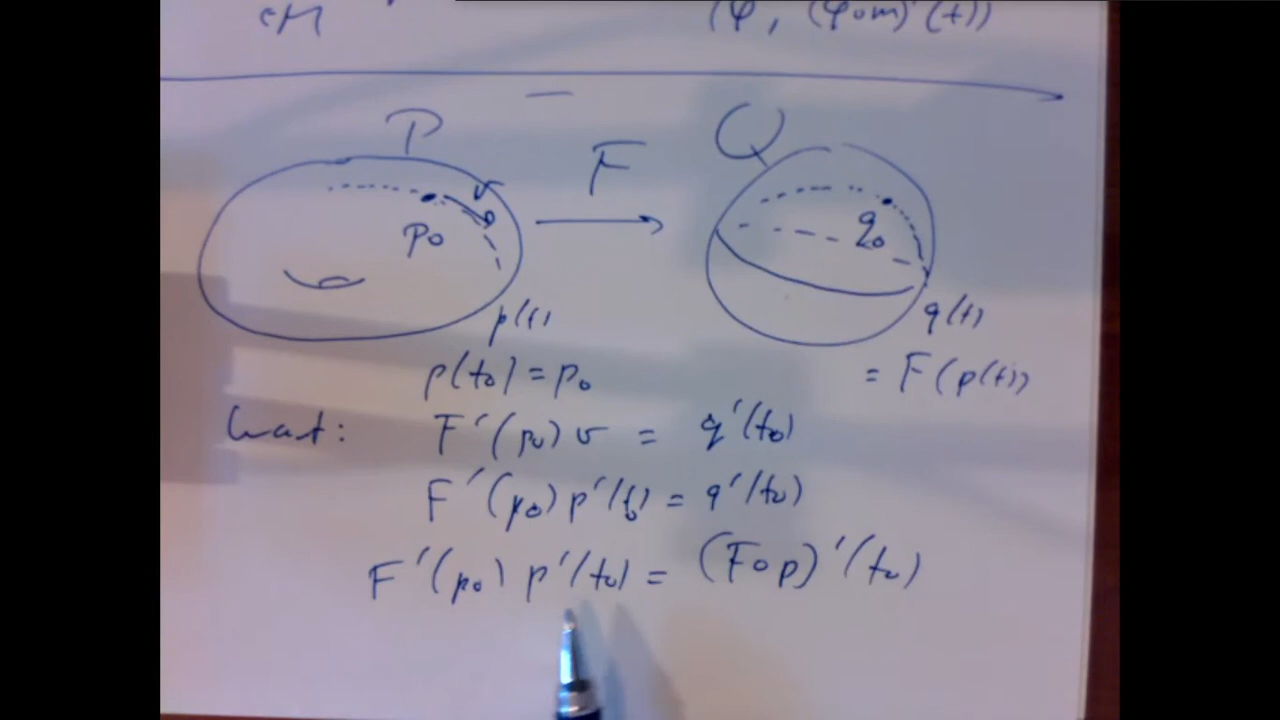 ∈M (φ, (φ∘m)'(t))
P F Q
v
p₀ q₀
p(t) q(t)
p(t₀) = p₀ = F(p(t))
Want: F'(p₀) v = q'(t₀)
F'(p₀) p'(t₀) = q'(t₀)
F'(p₀) p'(t₀) = (F∘p)'(t₀)